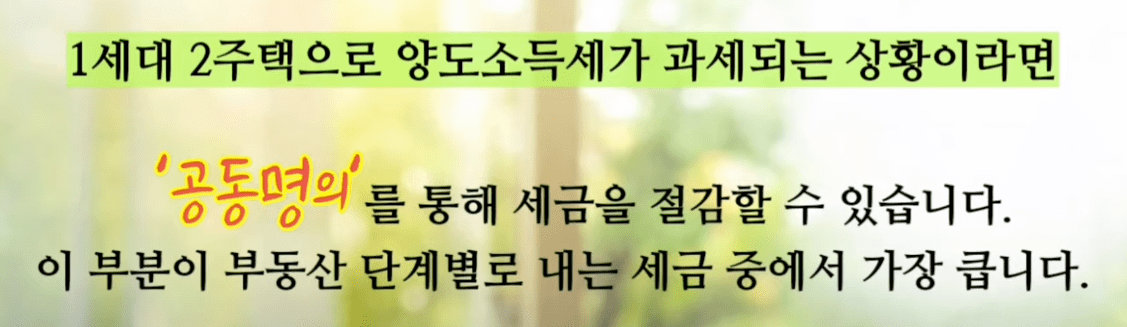 1세대 2주택으로 양도소득세가 과세되는 상황이라면
'공동명의'를 통해 세금을 절감할 수 있습니다.
이 부분이 부동산 단계별로 내는 세금 중에서 가장 큽니다.